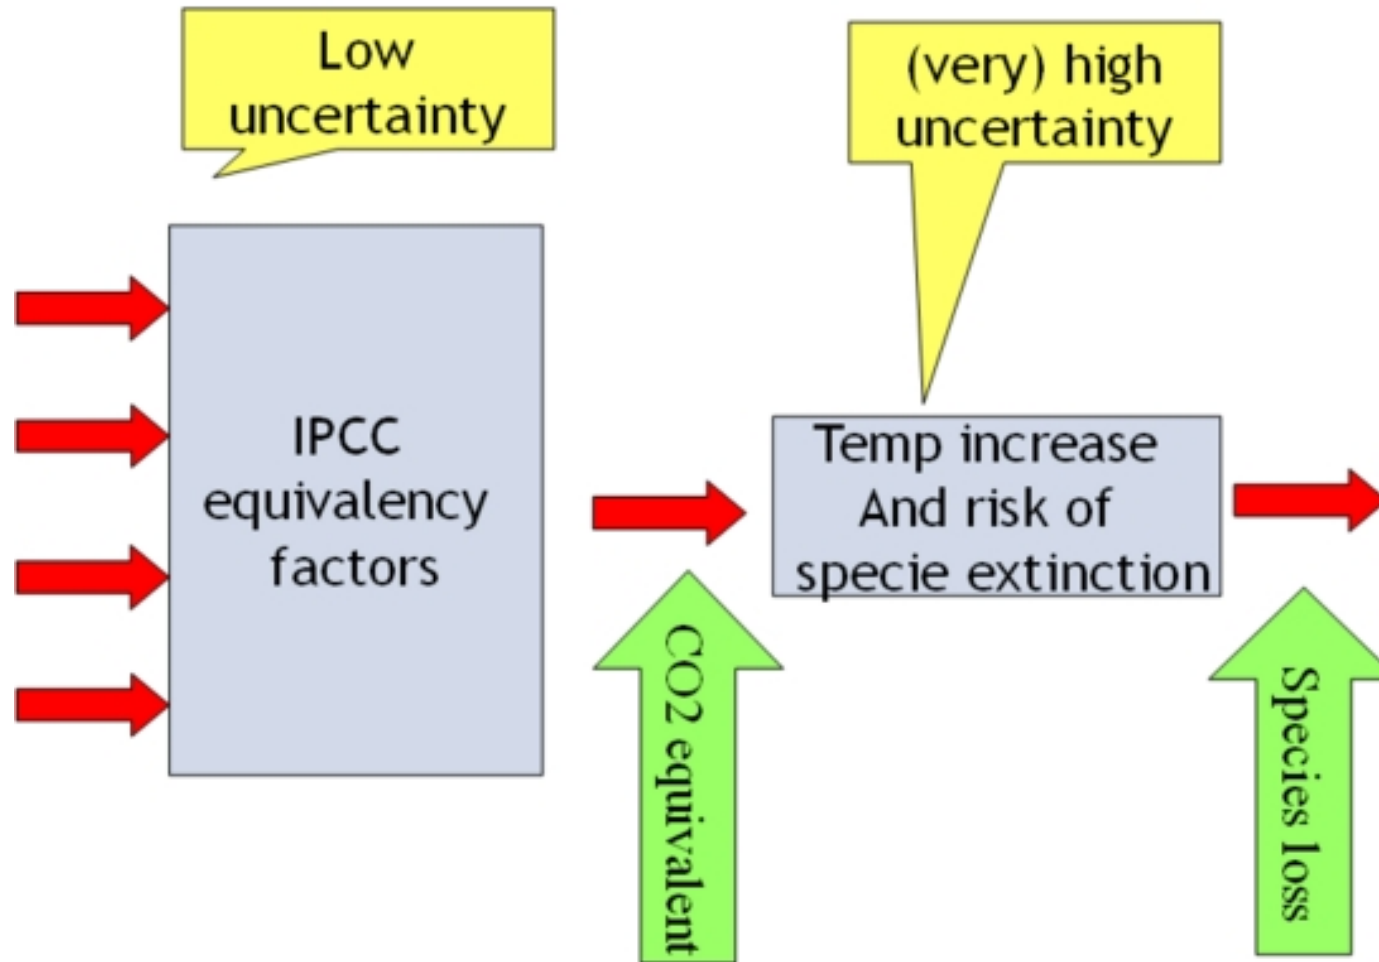 Low
uncertainty
(very) high
uncertainty
IPCC
equivalency
factors
Temp increase
And risk of
specie extinction
CO2 equivalent
Species loss